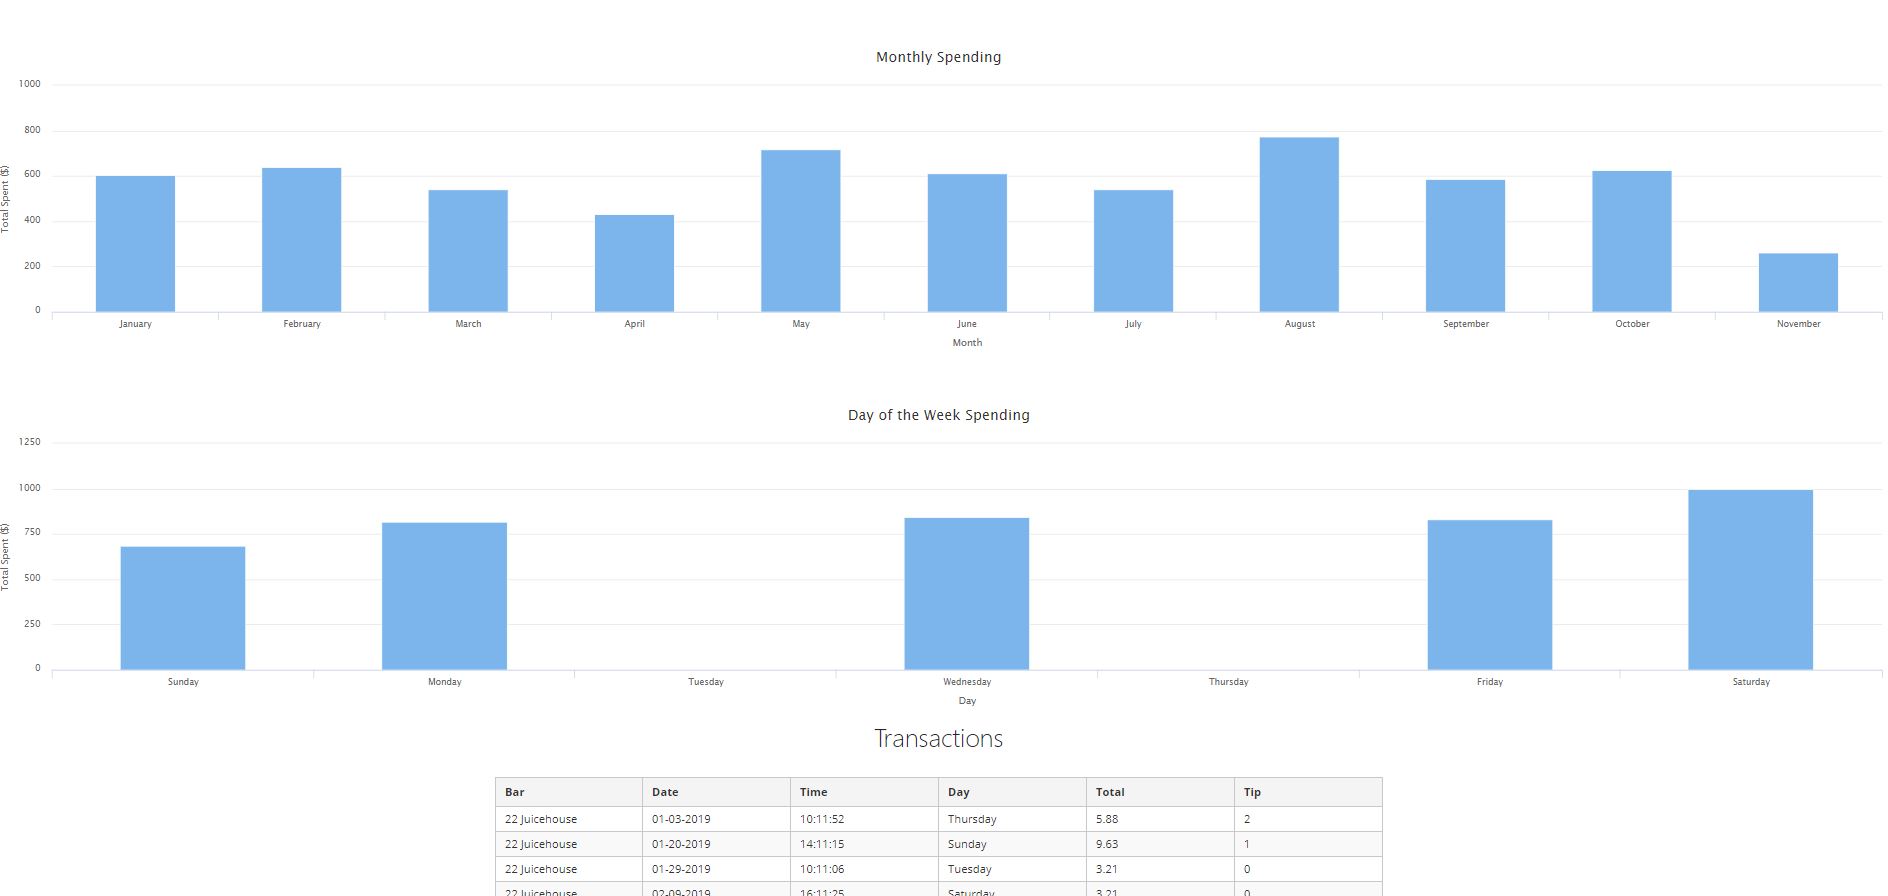 Monthly Spending
1000
800
600
400
200
0
Total Spent ($)
January February March April May June July August September October November
Month
Day of the Week Spending
1250
1000
750
500
250
0
Total Spent ($)
Sunday Monday Tuesday Wednesday Thursday Friday Saturday
Day
Transactions
Bar Date Time Day Total Tip
22 Juicehouse 01-03-2019 10:11:52 Thursday 5.88 2
22 Juicehouse 01-20-2019 14:11:15 Sunday 9.63 1
22 Juicehouse 01-29-2019 10:11:06 Tuesday 3.21 0
22 Juicehouse 02-09-2019 16:11:25 Saturday 3.21 0